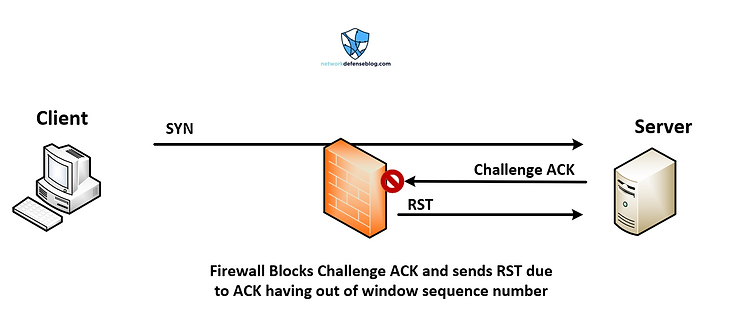 networkdefenseblog.com
Client
SYN
Server
Challenge ACK
RST
Firewall Blocks Challenge ACK and sends RST due
to ACK having out of window sequence number